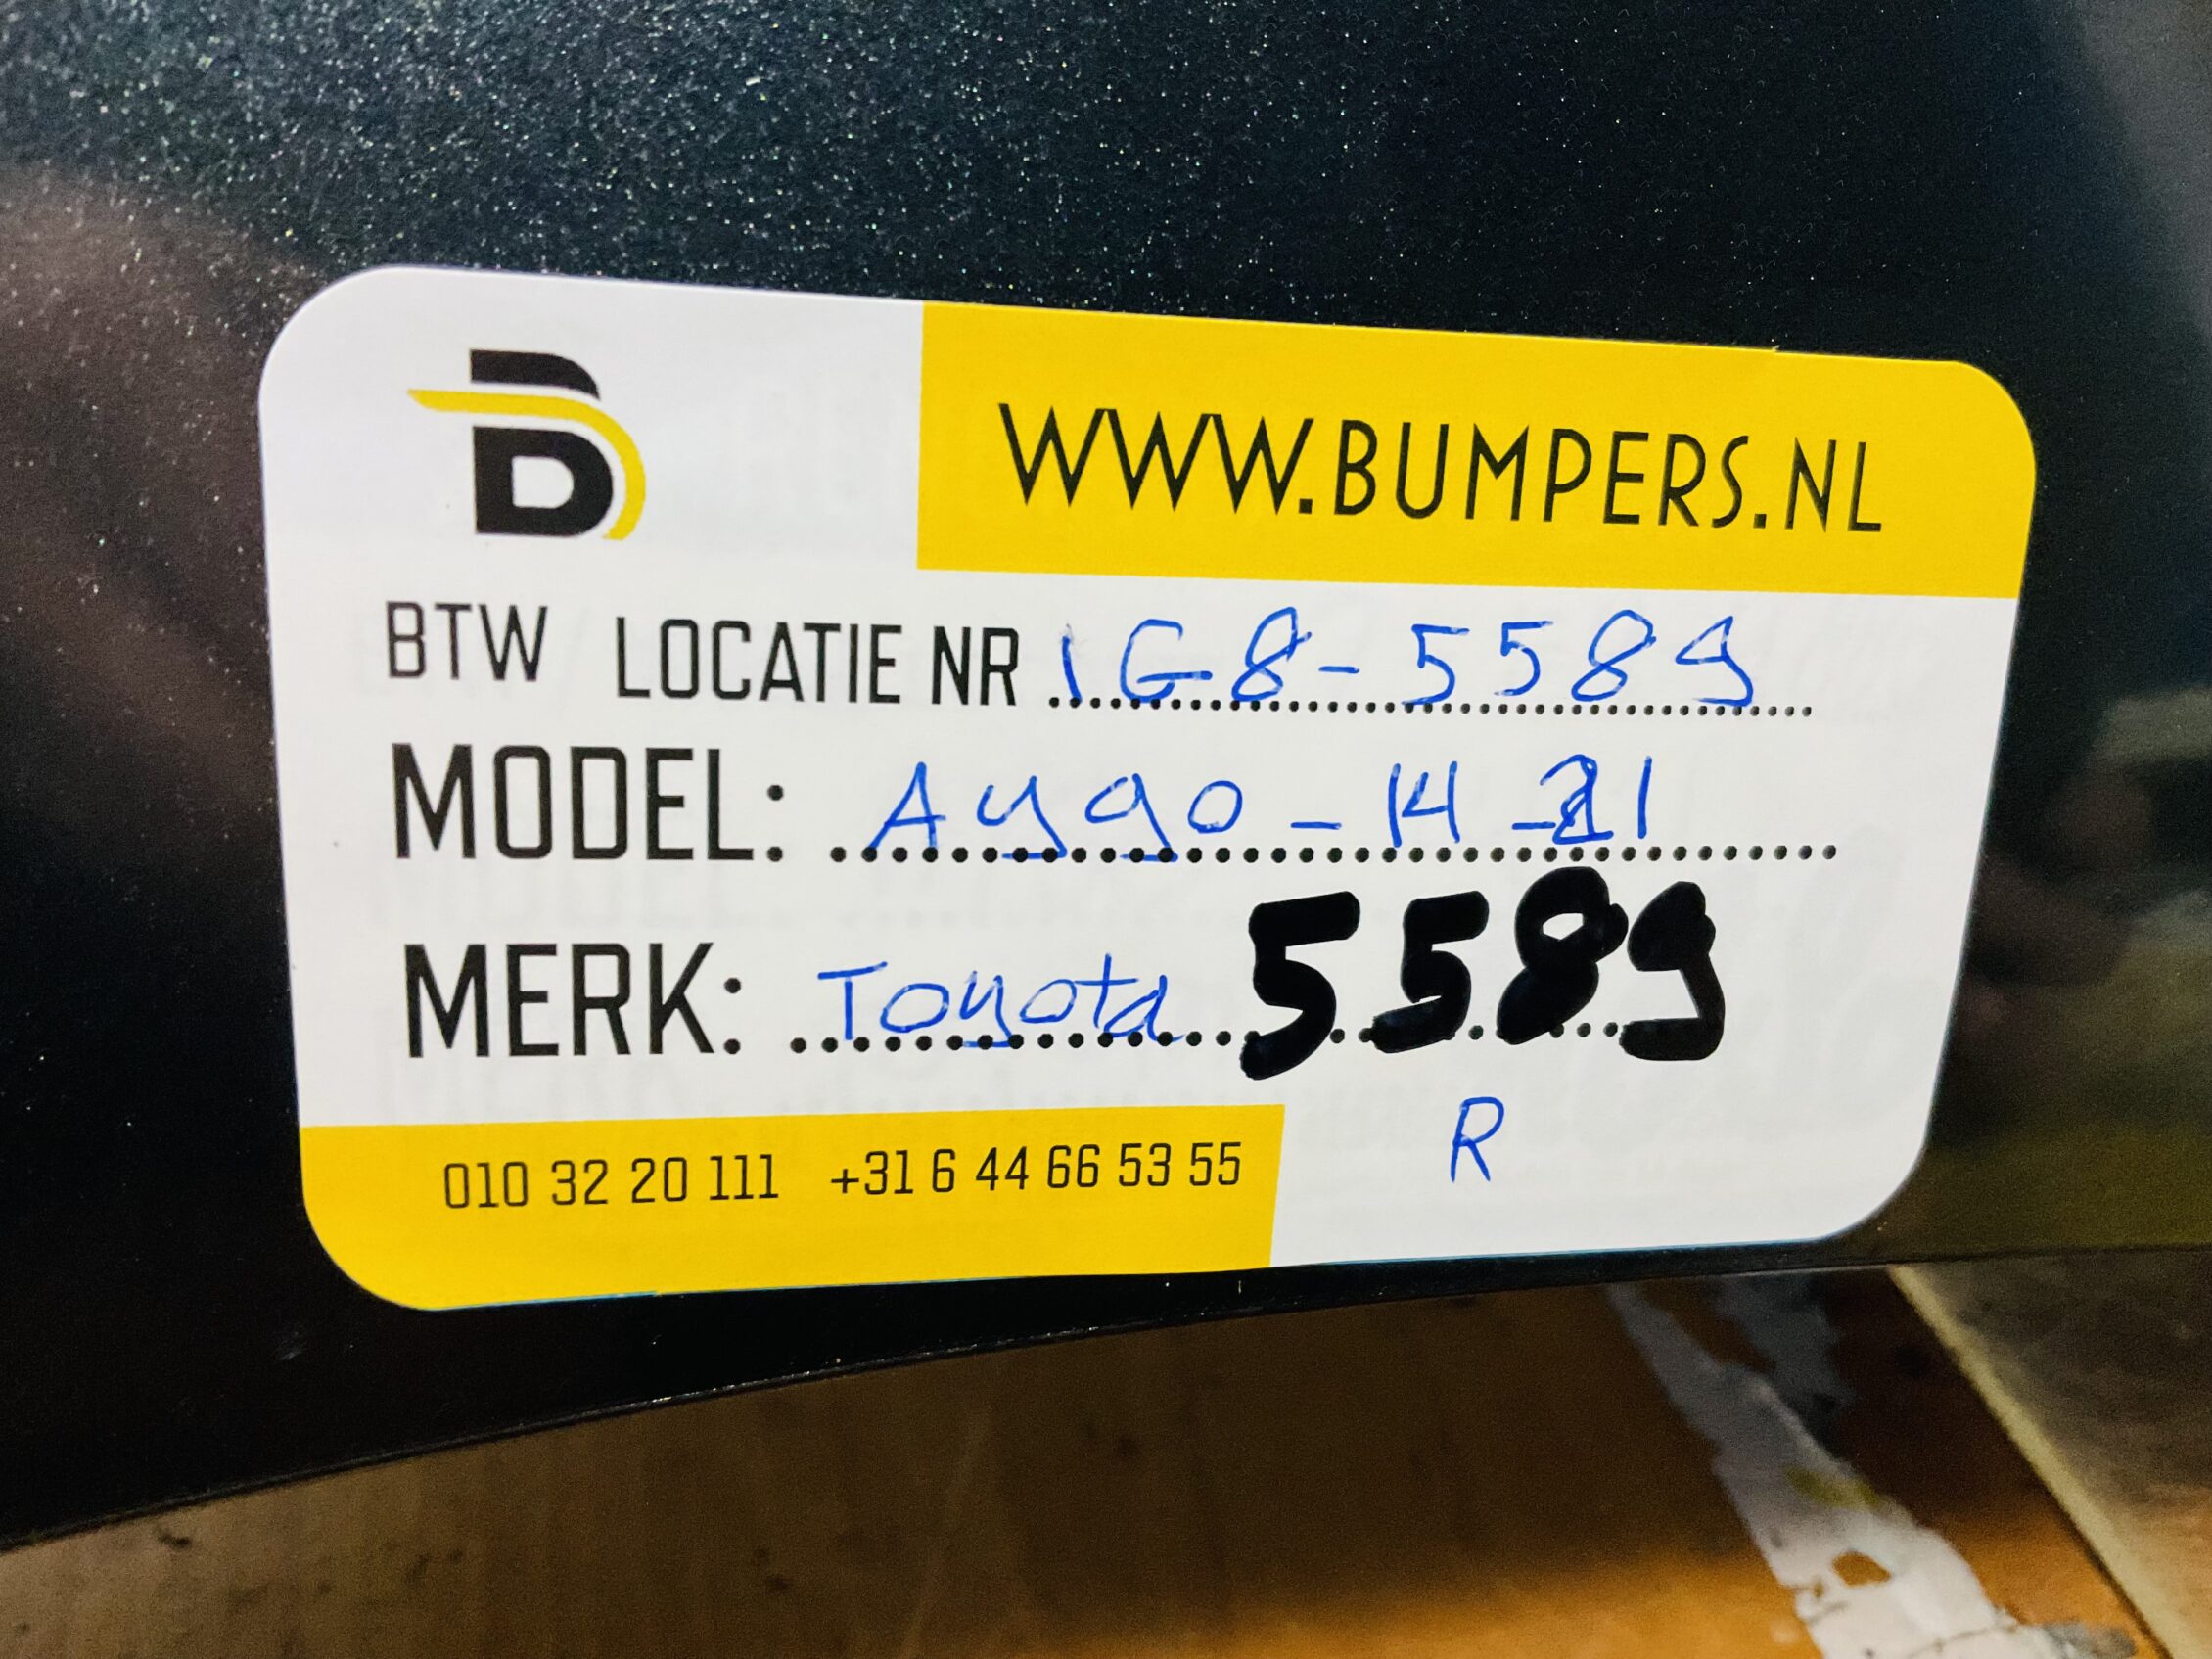 B
WWW.BUMPERS.NL
BTW LOCATIE NR 1G8-5589
MODEL: Aygo-14-21
MERK: Toyota 5589
R
010 32 20 111 +31 6 44 66 53 55